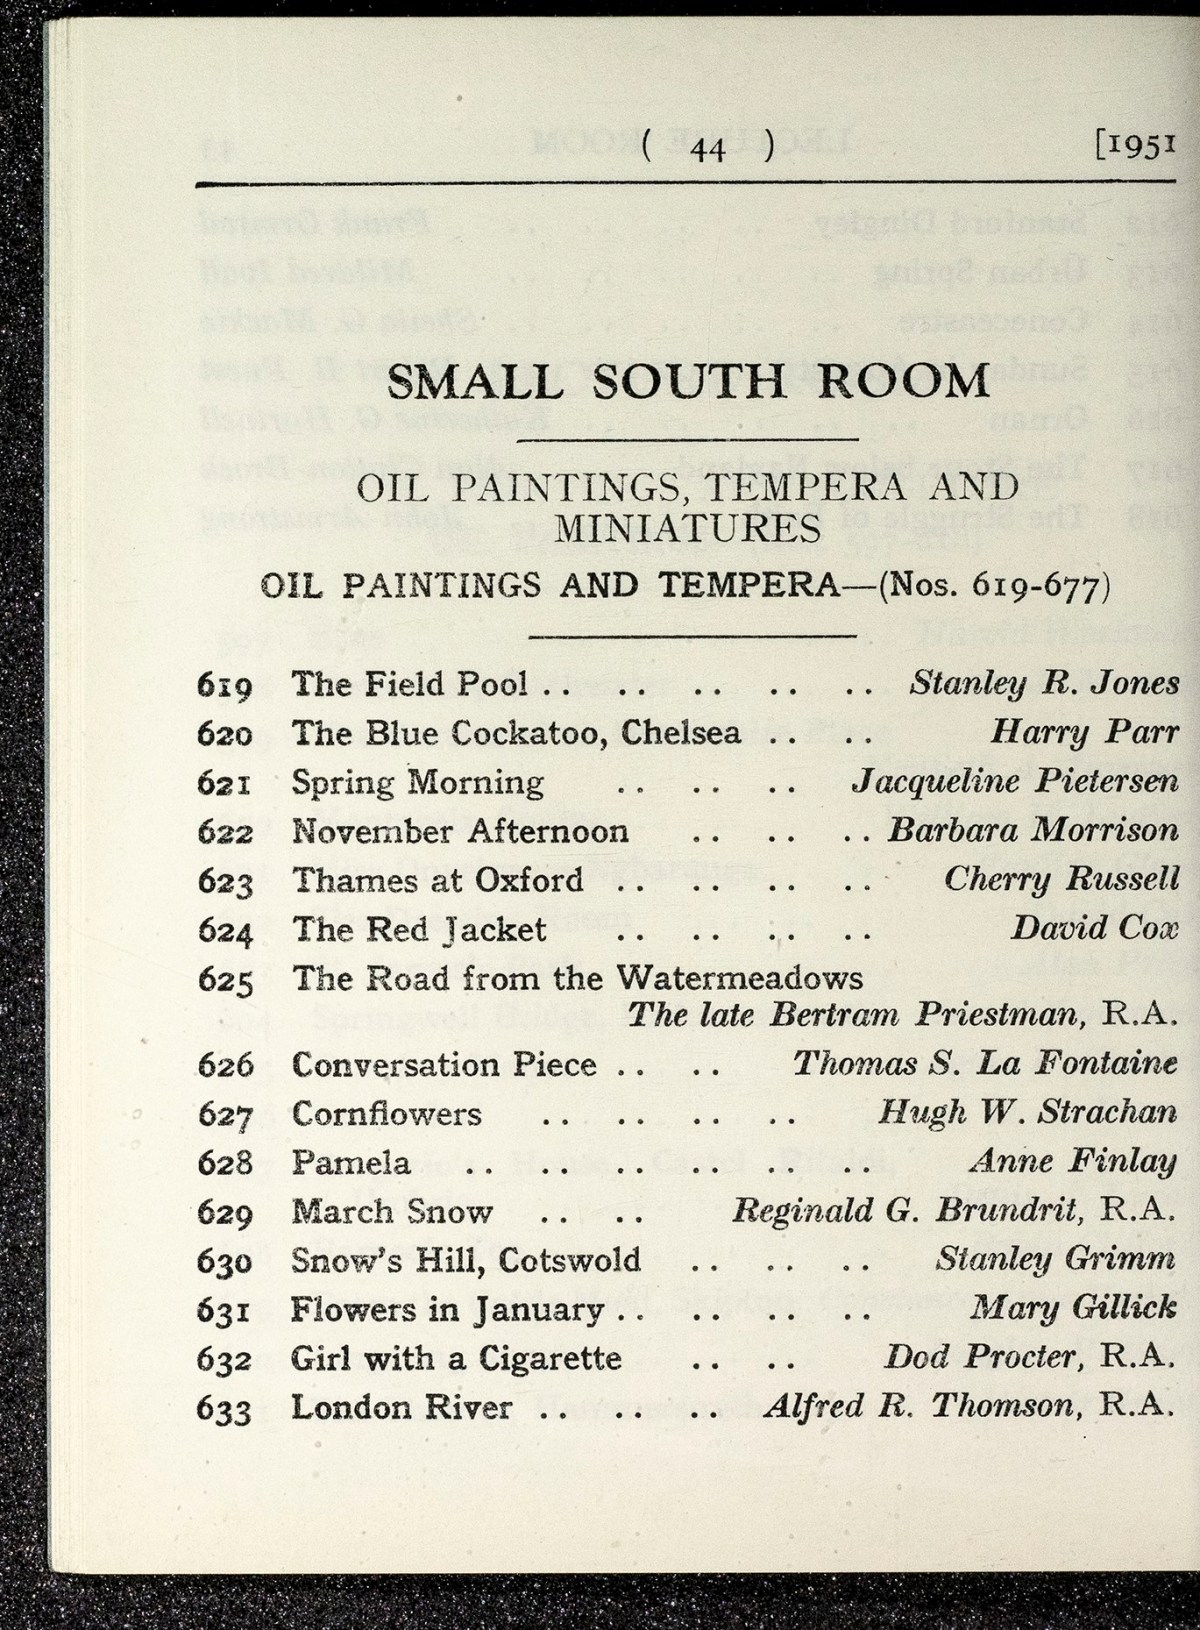 ( 44 ) [1951
SMALL SOUTH ROOM
OIL PAINTINGS, TEMPERA AND
MINIATURES
OIL PAINTINGS AND TEMPERA—(Nos. 619-677)
619 The Field Pool .. .. .. .. .. Stanley R. Jones
620 The Blue Cockatoo, Chelsea .. .. Harry Parr
621 Spring Morning .. .. .. Jacqueline Pietersen
622 November Afternoon .. .. .. Barbara Morrison
623 Thames at Oxford .. .. .. .. Cherry Russell
624 The Red Jacket .. .. .. .. David Cox
625 The Road from the Watermeadows
The late Bertram Priestman, R.A.
626 Conversation Piece .. .. Thomas S. La Fontaine
627 Cornflowers .. .. .. .. Hugh W. Strachan
628 Pamela .. .. .. .. .. .. Anne Finlay
629 March Snow .. .. Reginald G. Brundrit, R.A.
630 Snow's Hill, Cotswold .. .. .. Stanley Grimm
631 Flowers in January .. .. .. .. Mary Gillick
632 Girl with a Cigarette .. .. Dod Procter, R.A.
633 London River .. .. .. Alfred R. Thomson, R.A.